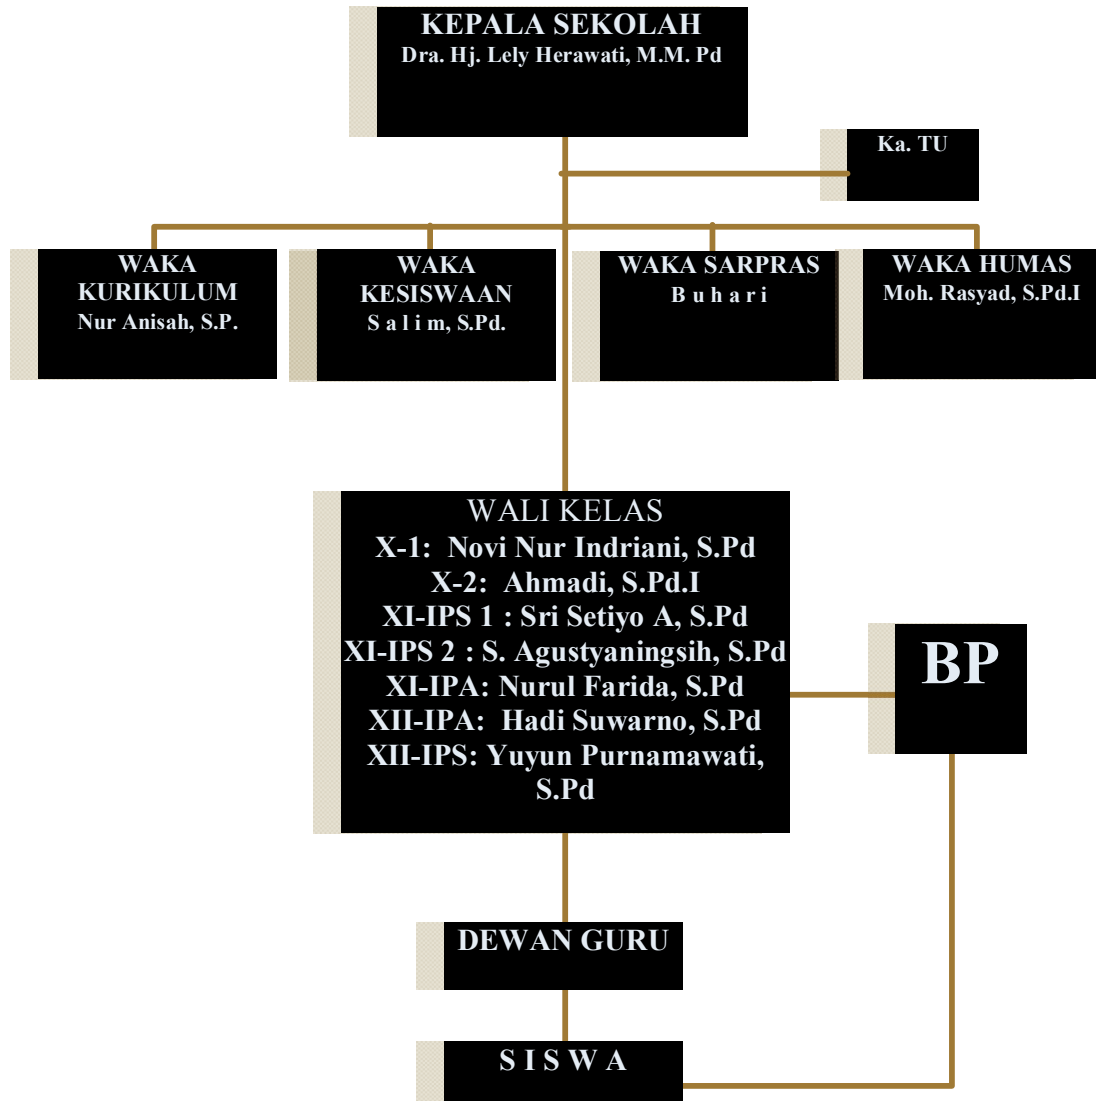 KEPALA SEKOLAH
Dra. Hj. Lely Herawati, M.M. Pd
Ka. TU
WAKA
KURIKULUM
Nur Anisah, S.P.
WAKA
KESISWAAN
S a l i m, S.Pd.
WAKA SARPRAS
B u h a r i
WAKA HUMAS
Moh. Rasyad, S.Pd.I
WALI KELAS
X-1: Novi Nur Indriani, S.Pd
X-2: Ahmadi, S.Pd.I
XI-IPS 1 : Sri Setiyo A, S.Pd
XI-IPS 2 : S. Agustyaningsih, S.Pd
XI-IPA: Nurul Farida, S.Pd
XII-IPA: Hadi Suwarno, S.Pd
XII-IPS: Yuyun Purnamawati,
S.Pd
BP
DEWAN GURU
S I S W A